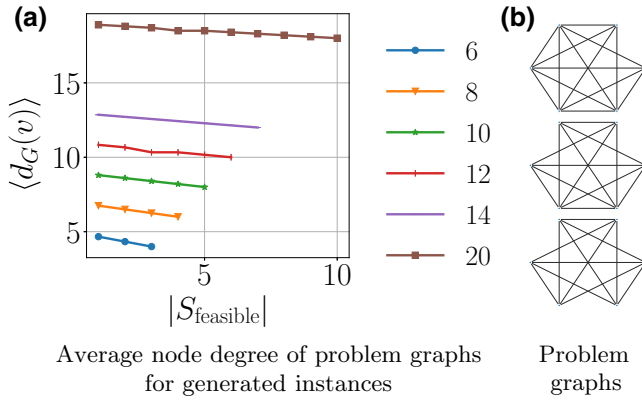 (a)
(b)
⟨d_G(v)⟩
15
10
5
5
10
|S_feasible|
6
8
10
12
14
20
Average node degree of problem graphs
for generated instances
Problem
graphs